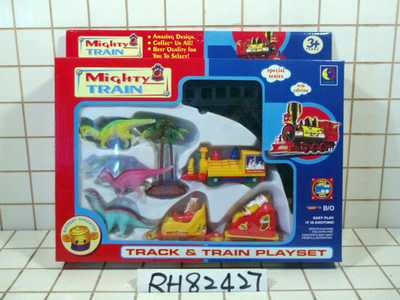 Mighty
TRAIN
• Amazing Design.
• Collect Us All!
• Best Quality for
You To Select!
3+
Mighty
TRAIN
special
series
new edition
B/O
EASY PLAY
IT IS EXCITING!
TRACK & TRAIN PLAYSET
RH82427